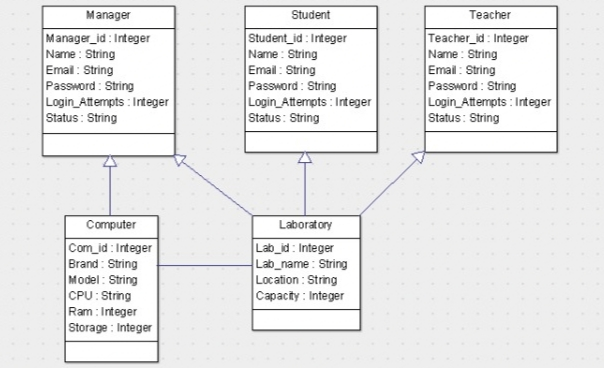 Manager
Manager_id : Integer
Name : String
Email : String
Password : String
Login_Attempts : Integer
Status : String
Student
Student_id : Integer
Name : String
Email : String
Password : String
Login_Attempts : Integer
Status : String
Teacher
Teacher_id : Integer
Name : String
Email : String
Password : String
Login_Attempts : Integer
Status : String
Computer
Com_id : Integer
Brand : String
Model : String
CPU : String
Ram : Integer
Storage : Integer
Laboratory
Lab_id : Integer
Lab_name : String
Location : String
Capacity : Integer